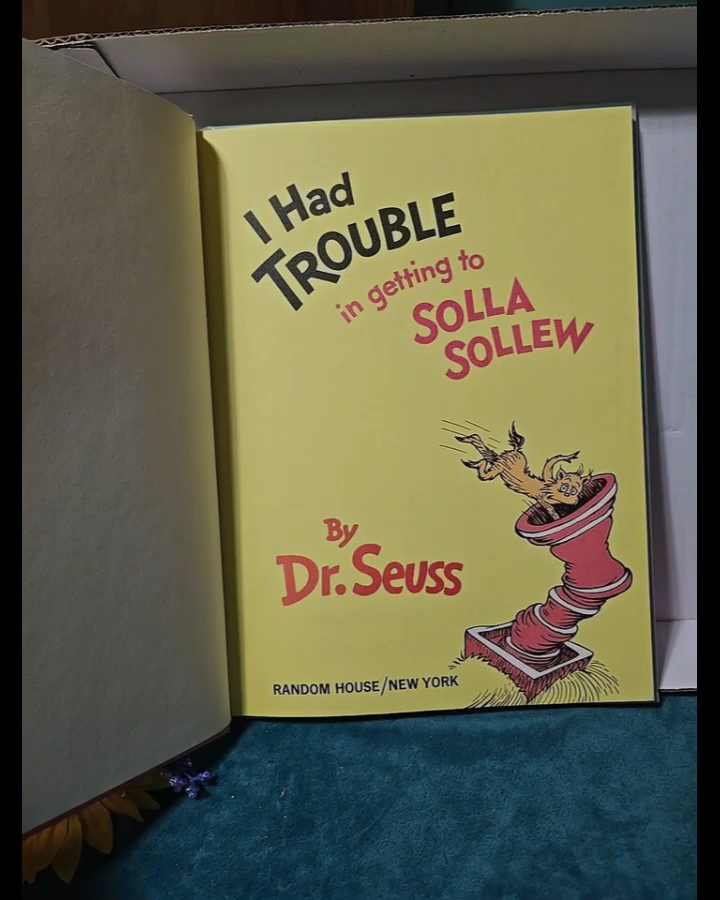 I Had
TROUBLE
in getting to
SOLLA
SOLLEW
By
Dr. Seuss
RANDOM HOUSE/NEW YORK